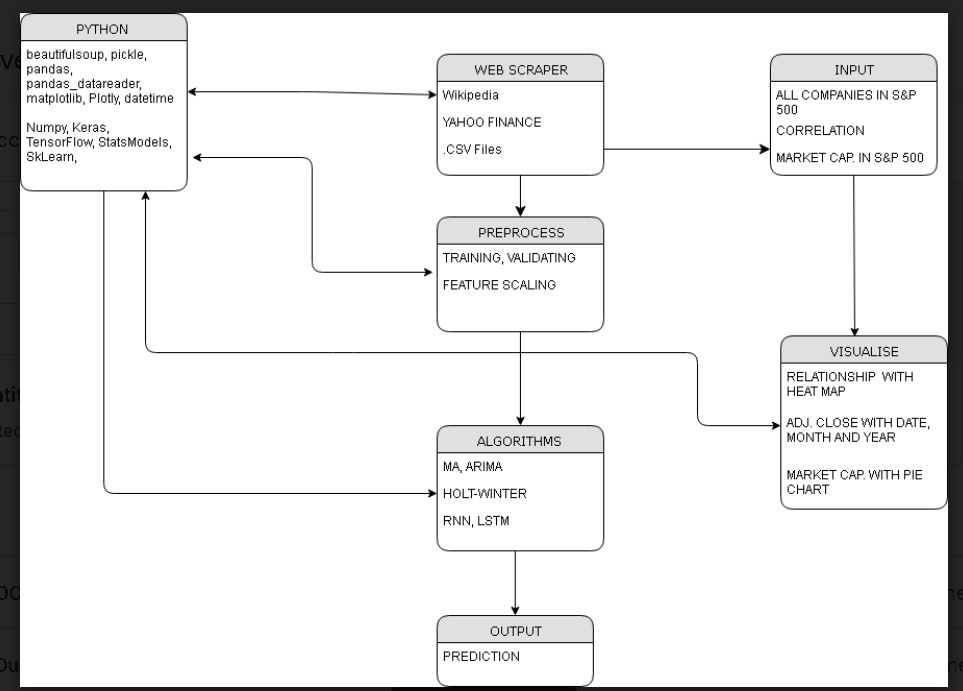 PYTHON
beautifulsoup, pickle,
pandas,
pandas_datareader,
matplotlib, Plotly, datetime
Numpy, Keras,
TensorFlow, StatsModels,
SkLearn,
WEB SCRAPER
Wikipedia
YAHOO FINANCE
.CSV Files
INPUT
ALL COMPANIES IN S&P
500
CORRELATION
MARKET CAP. IN S&P 500
PREPROCESS
TRAINING, VALIDATING
FEATURE SCALING
VISUALISE
RELATIONSHIP WITH
HEAT MAP
ADJ. CLOSE WITH DATE,
MONTH AND YEAR
MARKET CAP. WITH PIE
CHART
ALGORITHMS
MA, ARIMA
HOLT-WINTER
RNN, LSTM
OUTPUT
PREDICTION